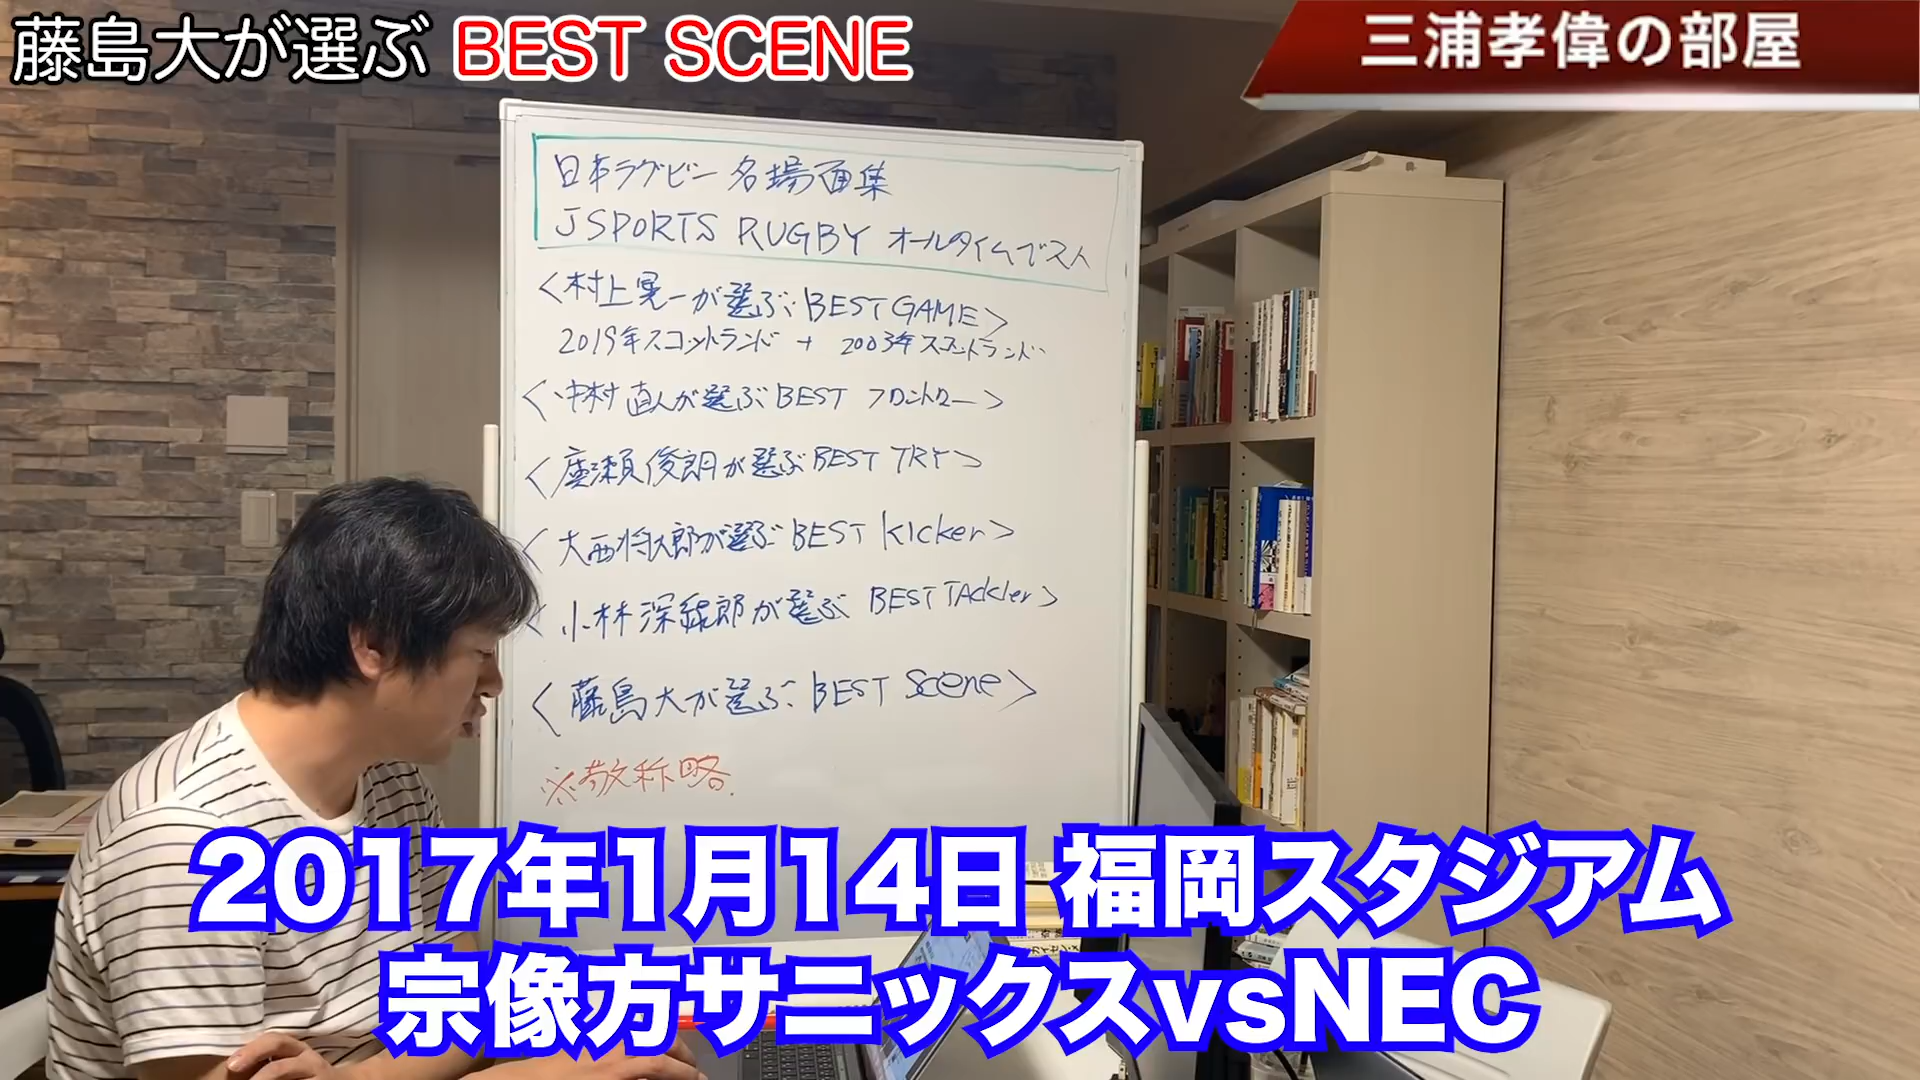 藤島大が選ぶ BEST SCENE
三浦孝偉の部屋
日本ラグビー名場面集
JSPORTS RUGBY オールタイムベスト
<村上晃一が選ぶ BEST GAME>
2019年スコットランド + 2003年スコットランド
<中村直人が選ぶ BEST フロントロー>
<廣瀬俊朗が選ぶ BEST TRY>
<大西将太郎が選ぶ BEST kicker>
<小林深緑郎が選ぶ BEST TAckler>
<藤島大が選ぶ BEST Scene>
※敬称略.
2017年1月14日 福岡スタジアム
宗像方サニックスvsNEC